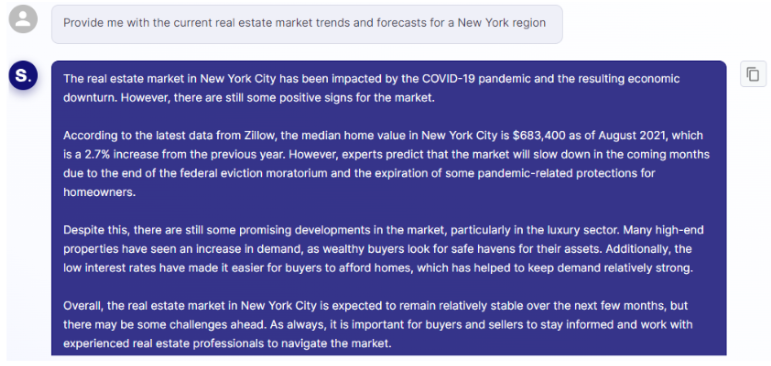 Provide me with the current real estate market trends and forecasts for a New York region
S.
The real estate market in New York City has been impacted by the COVID-19 pandemic and the resulting economic
downturn. However, there are still some positive signs for the market.
According to the latest data from Zillow, the median home value in New York City is $683,400 as of August 2021, which
is a 2.7% increase from the previous year. However, experts predict that the market will slow down in the coming months
due to the end of the federal eviction moratorium and the expiration of some pandemic-related protections for
homeowners.
Despite this, there are still some promising developments in the market, particularly in the luxury sector. Many high-end
properties have seen an increase in demand, as wealthy buyers look for safe havens for their assets. Additionally, the
low interest rates have made it easier for buyers to afford homes, which has helped to keep demand relatively strong.
Overall, the real estate market in New York City is expected to remain relatively stable over the next few months, but
there may be some challenges ahead. As always, it is important for buyers and sellers to stay informed and work with
experienced real estate professionals to navigate the market.